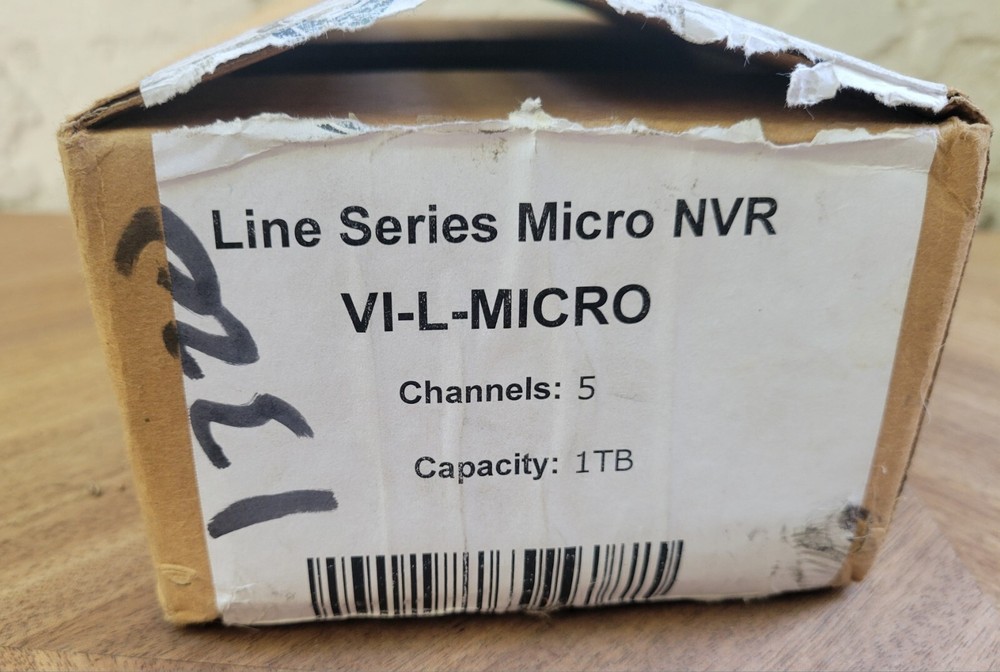 Line Series Micro NVR
VI-L-MICRO
Channels: 5
Capacity: 1TB